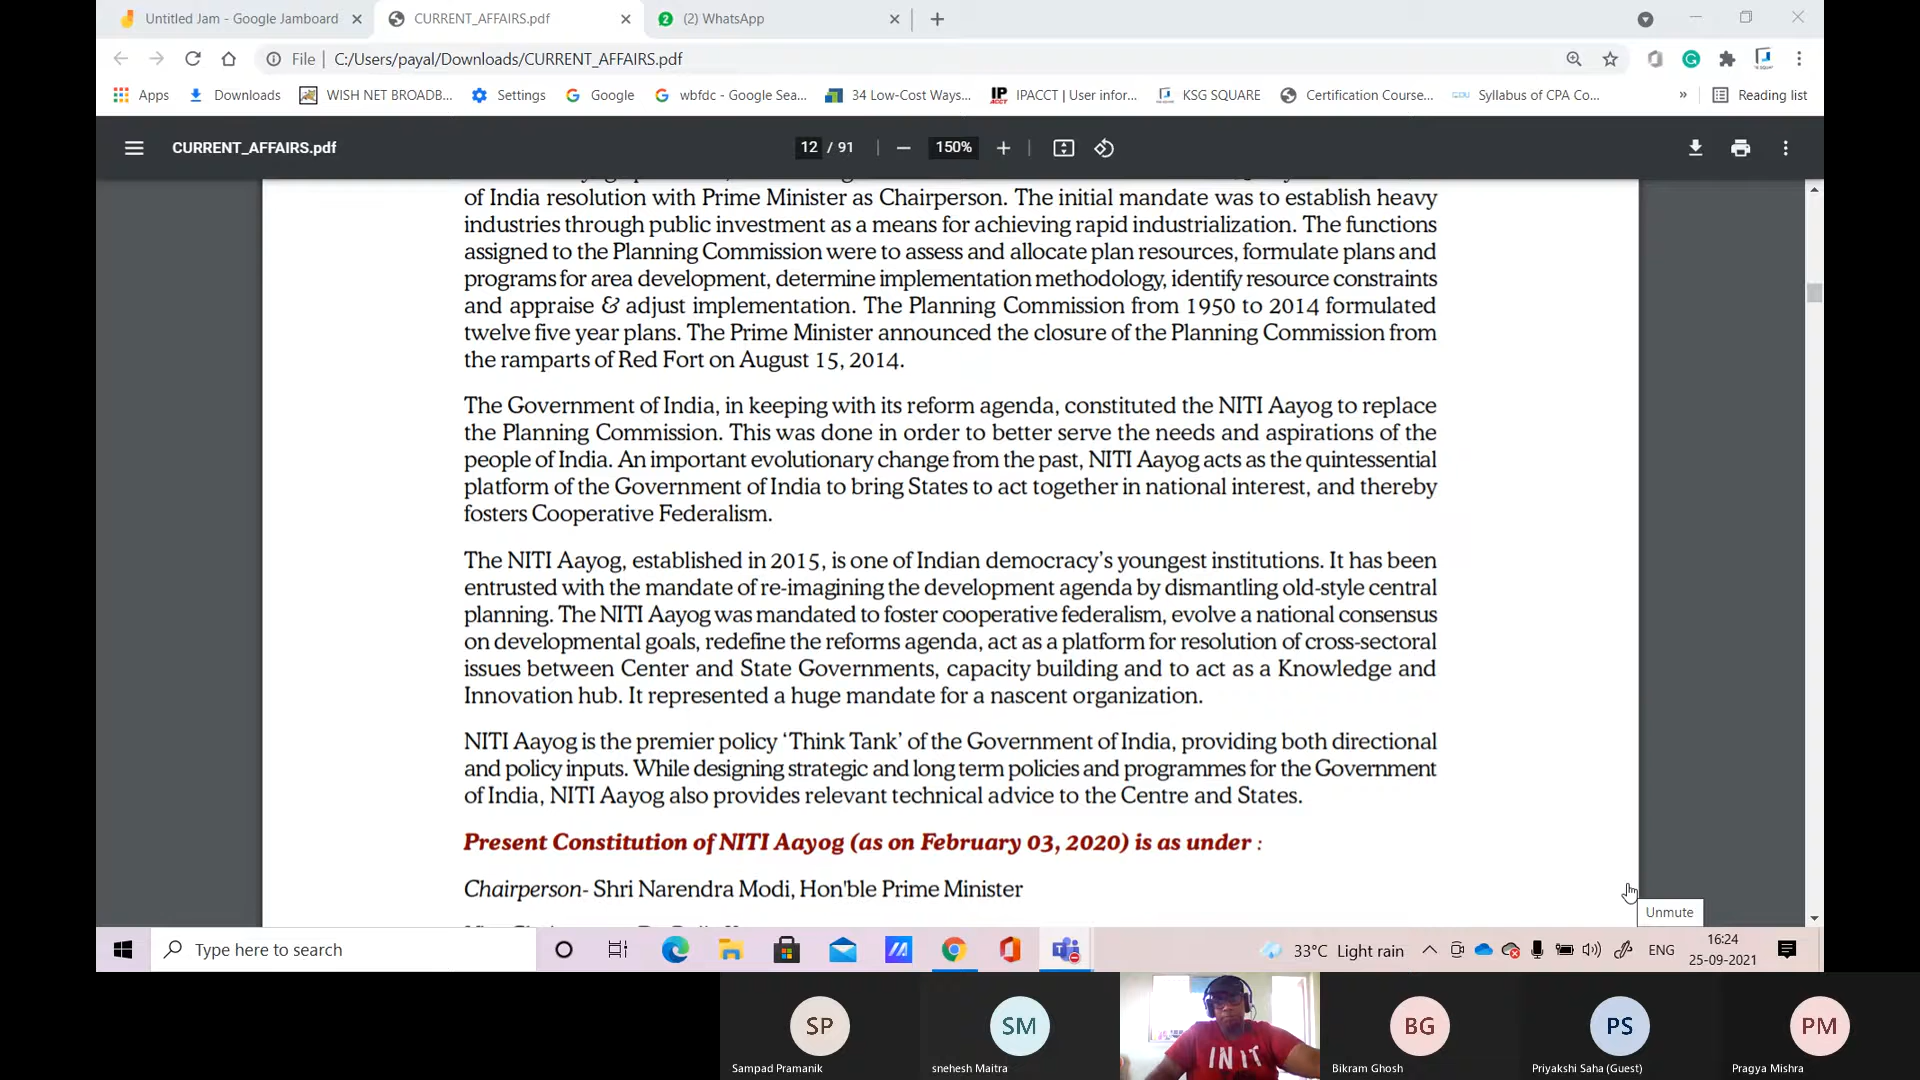 Untitled Jam - Google Jamboard
CURRENT_AFFAIRS.pdf
2
(2) WhatsApp
File | C:/Users/payal/Downloads/CURRENT_AFFAIRS.pdf
Apps
Downloads
WISH NET BROADB...
Settings
Google
wbfdc - Google Sea...
34 Low-Cost Ways...
IPACCT | User infor...
KSG SQUARE
Certification Course...
Syllabus of CPA Co...
»
Reading list
CURRENT_AFFAIRS.pdf
12 / 91
150%
of India resolution with Prime Minister as Chairperson. The initial mandate was to establish heavy
industries through public investment as a means for achieving rapid industrialization. The functions
assigned to the Planning Commission were to assess and allocate plan resources, formulate plans and
programs for area development, determine implementation methodology, identify resource constraints
and appraise & adjust implementation. The Planning Commission from 1950 to 2014 formulated
twelve five year plans. The Prime Minister announced the closure of the Planning Commission from
the ramparts of Red Fort on August 15, 2014.
The Government of India, in keeping with its reform agenda, constituted the NITI Aayog to replace
the Planning Commission. This was done in order to better serve the needs and aspirations of the
people of India. An important evolutionary change from the past, NITI Aayog acts as the quintessential
platform of the Government of India to bring States to act together in national interest, and thereby
fosters Cooperative Federalism.
The NITI Aayog, established in 2015, is one of Indian democracy's youngest institutions. It has been
entrusted with the mandate of re-imagining the development agenda by dismantling old-style central
planning. The NITI Aayog was mandated to foster cooperative federalism, evolve a national consensus
on developmental goals, redefine the reforms agenda, act as a platform for resolution of cross-sectoral
issues between Center and State Governments, capacity building and to act as a Knowledge and
Innovation hub. It represented a huge mandate for a nascent organization.
NITI Aayog is the premier policy 'Think Tank' of the Government of India, providing both directional
and policy inputs. While designing strategic and long term policies and programmes for the Government
of India, NITI Aayog also provides relevant technical advice to the Centre and States.
Present Constitution of NITI Aayog (as on February 03, 2020) is as under :
Chairperson- Shri Narendra Modi, Hon'ble Prime Minister
Unmute
Type here to search
33°C Light rain
ENG
16:24
25-09-2021
SP
SM
IN IT
BG
PS
PM
Sampad Pramanik
snehesh Maitra
Bikram Ghosh
Priyakshi Saha (Guest)
Pragya Mishra